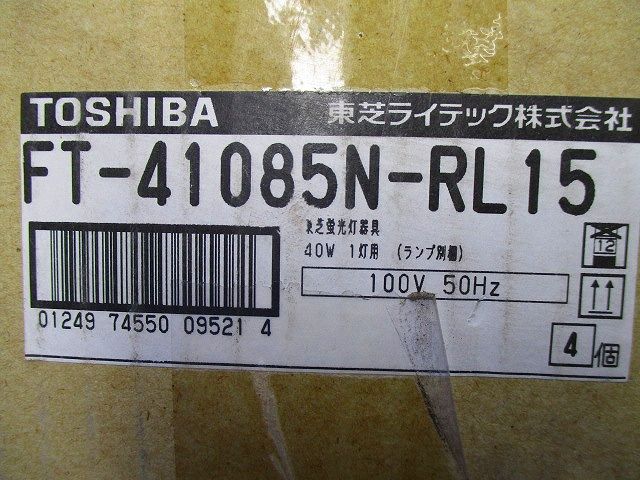 TOSHIBA 東芝ライテック株式会社
FT-41085N-RL15
東芝蛍光灯器具
40W 1灯用 (ランプ別梱)
100V 50Hz
12
01249 74550 09521 4
4 個